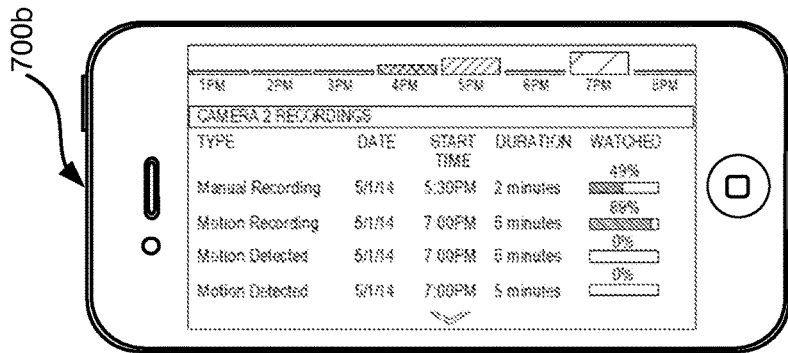 700b
1PM 2PM 3PM 4PM 5PM 6PM 7PM 8PM
CAMERA 2 RECORDINGS
TYPE DATE START TIME DURATION WATCHED
49%
Manual Recording 5/1/14 5:30PM 2 minutes
89%
Motion Recording 5/1/14 7:00PM 6 minutes
0%
Motion Detected 5/1/14 7:00PM 6 minutes
0%
Motion Detected 5/1/14 7:00PM 5 minutes